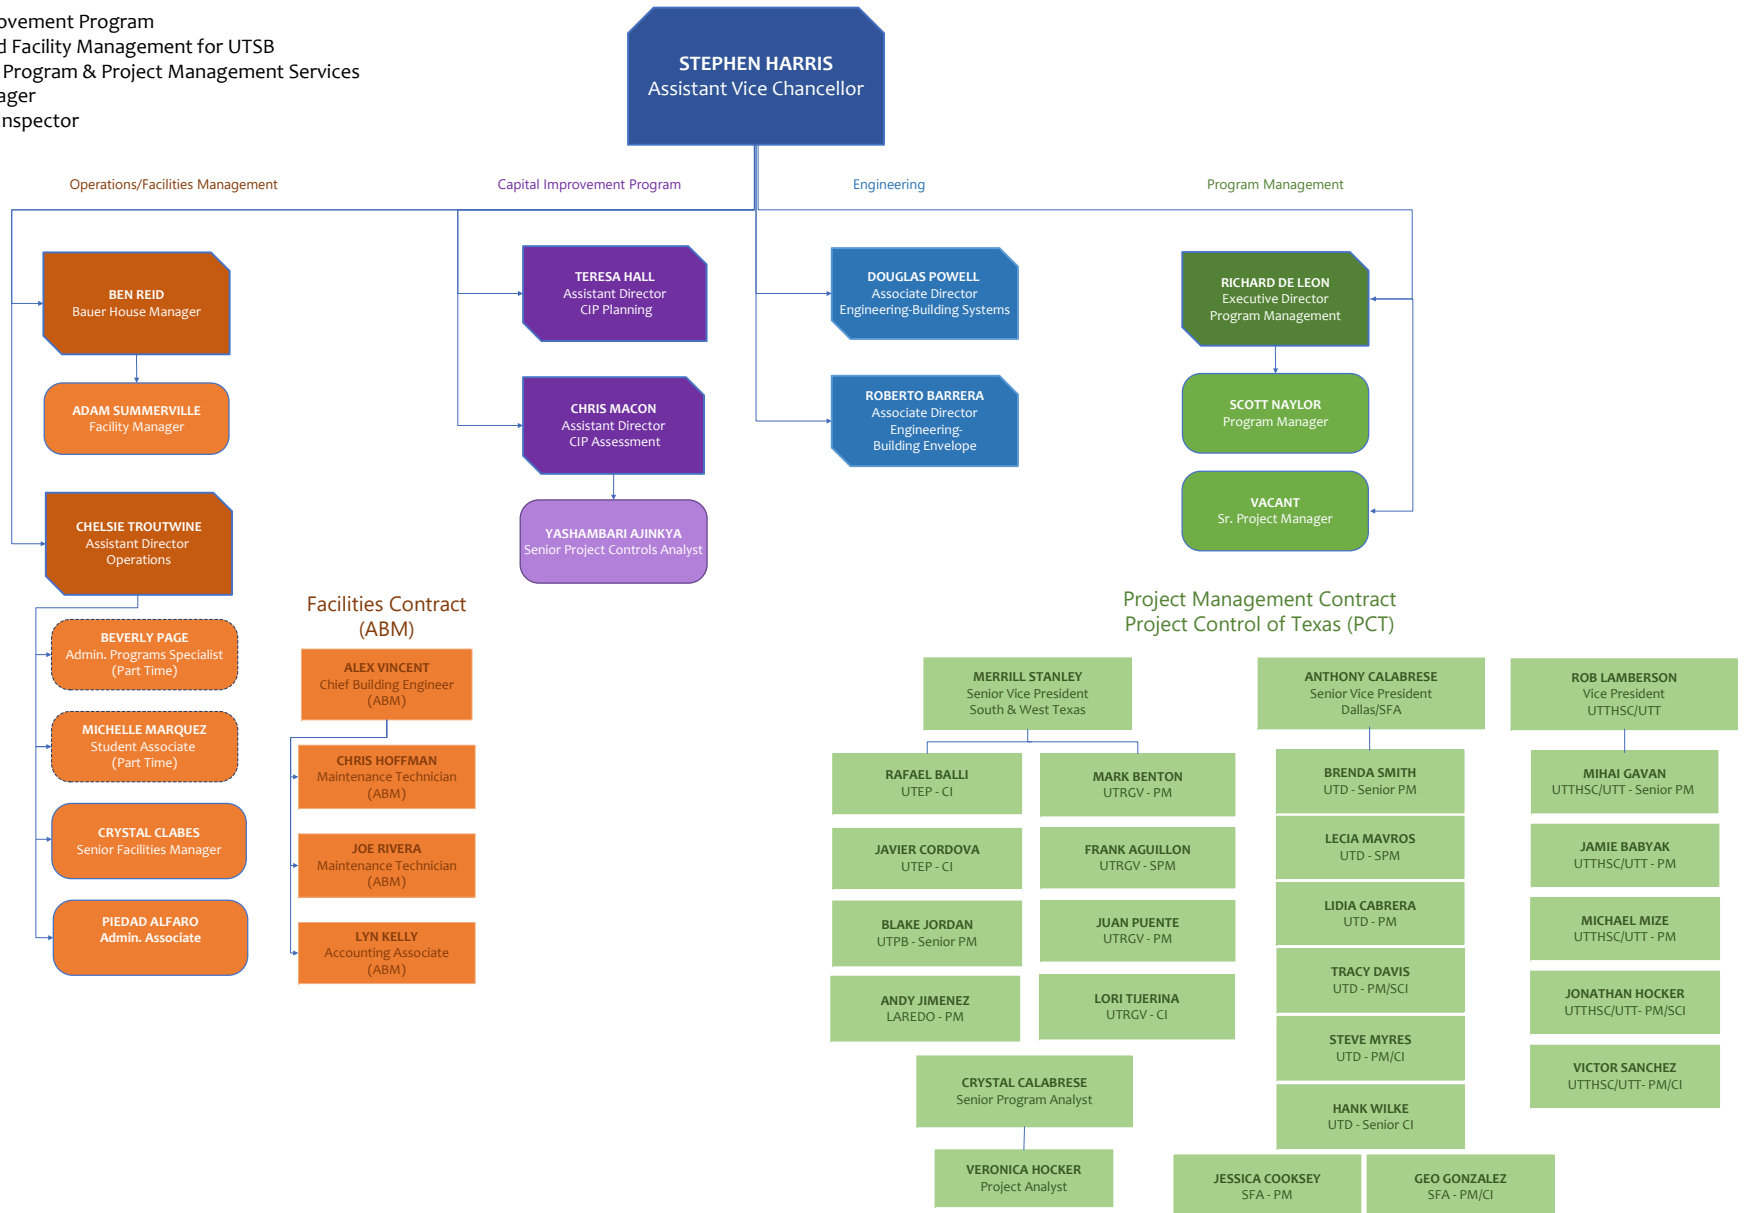 ovement Program
d Facility Management for UTSB
Program & Project Management Services
ager
Inspector
STEPHEN HARRIS
Assistant Vice Chancellor
Operations/Facilities Management
Capital Improvement Program
Engineering
Program Management
BEN REID
Bauer House Manager
ADAM SUMMERVILLE
Facility Manager
CHELSIE TROUTWINE
Assistant Director
Operations
BEVERLY PAGE
Admin. Programs Specialist
(Part Time)
MICHELLE MARQUEZ
Student Associate
(Part Time)
CRYSTAL CLABES
Senior Facilities Manager
PIEDAD ALFARO
Admin. Associate
TERESA HALL
Assistant Director
CIP Planning
CHRIS MACON
Assistant Director
CIP Assessment
YASHAMBARI AJINKYA
Senior Project Controls Analyst
DOUGLAS POWELL
Associate Director
Engineering-Building Systems
ROBERTO BARRERA
Associate Director
Engineering-
Building Envelope
RICHARD DE LEON
Executive Director
Program Management
SCOTT NAYLOR
Program Manager
VACANT
Sr. Project Manager
Facilities Contract
(ABM)
ALEX VINCENT
Chief Building Engineer
(ABM)
CHRIS HOFFMAN
Maintenance Technician
(ABM)
JOE RIVERA
Maintenance Technician
(ABM)
LYN KELLY
Accounting Associate
(ABM)
Project Management Contract
Project Control of Texas (PCT)
MERRILL STANLEY
Senior Vice President
South & West Texas
RAFAEL BALLI
UTEP - CI
JAVIER CORDOVA
UTEP - CI
BLAKE JORDAN
UTPB - Senior PM
ANDY JIMENEZ
LAREDO - PM
MARK BENTON
UTRGV - PM
FRANK AGUILLON
UTRGV - SPM
JUAN PUENTE
UTRGV - PM
LORI TIJERINA
UTRGV - CI
CRYSTAL CALABRESE
Senior Program Analyst
VERONICA HOCKER
Project Analyst
ANTHONY CALABRESE
Senior Vice President
Dallas/SFA
BRENDA SMITH
UTD - Senior PM
LECIA MAVROS
UTD - SPM
LIDIA CABRERA
UTD - PM
TRACY DAVIS
UTD - PM/SCI
STEVE MYRES
UTD - PM/CI
HANK WILKE
UTD - Senior CI
JESSICA COOKSEY
SFA - PM
GEO GONZALEZ
SFA - PM/CI
ROB LAMBERSON
Vice President
UTTHSC/UTT
MIHAI GAVAN
UTTHSC/UTT - Senior PM
JAMIE BABYAK
UTTHSC/UTT - PM
MICHAEL MIZE
UTTHSC/UTT - PM
JONATHAN HOCKER
UTTHSC/UTT- PM/SCI
VICTOR SANCHEZ
UTTHSC/UTT- PM/CI